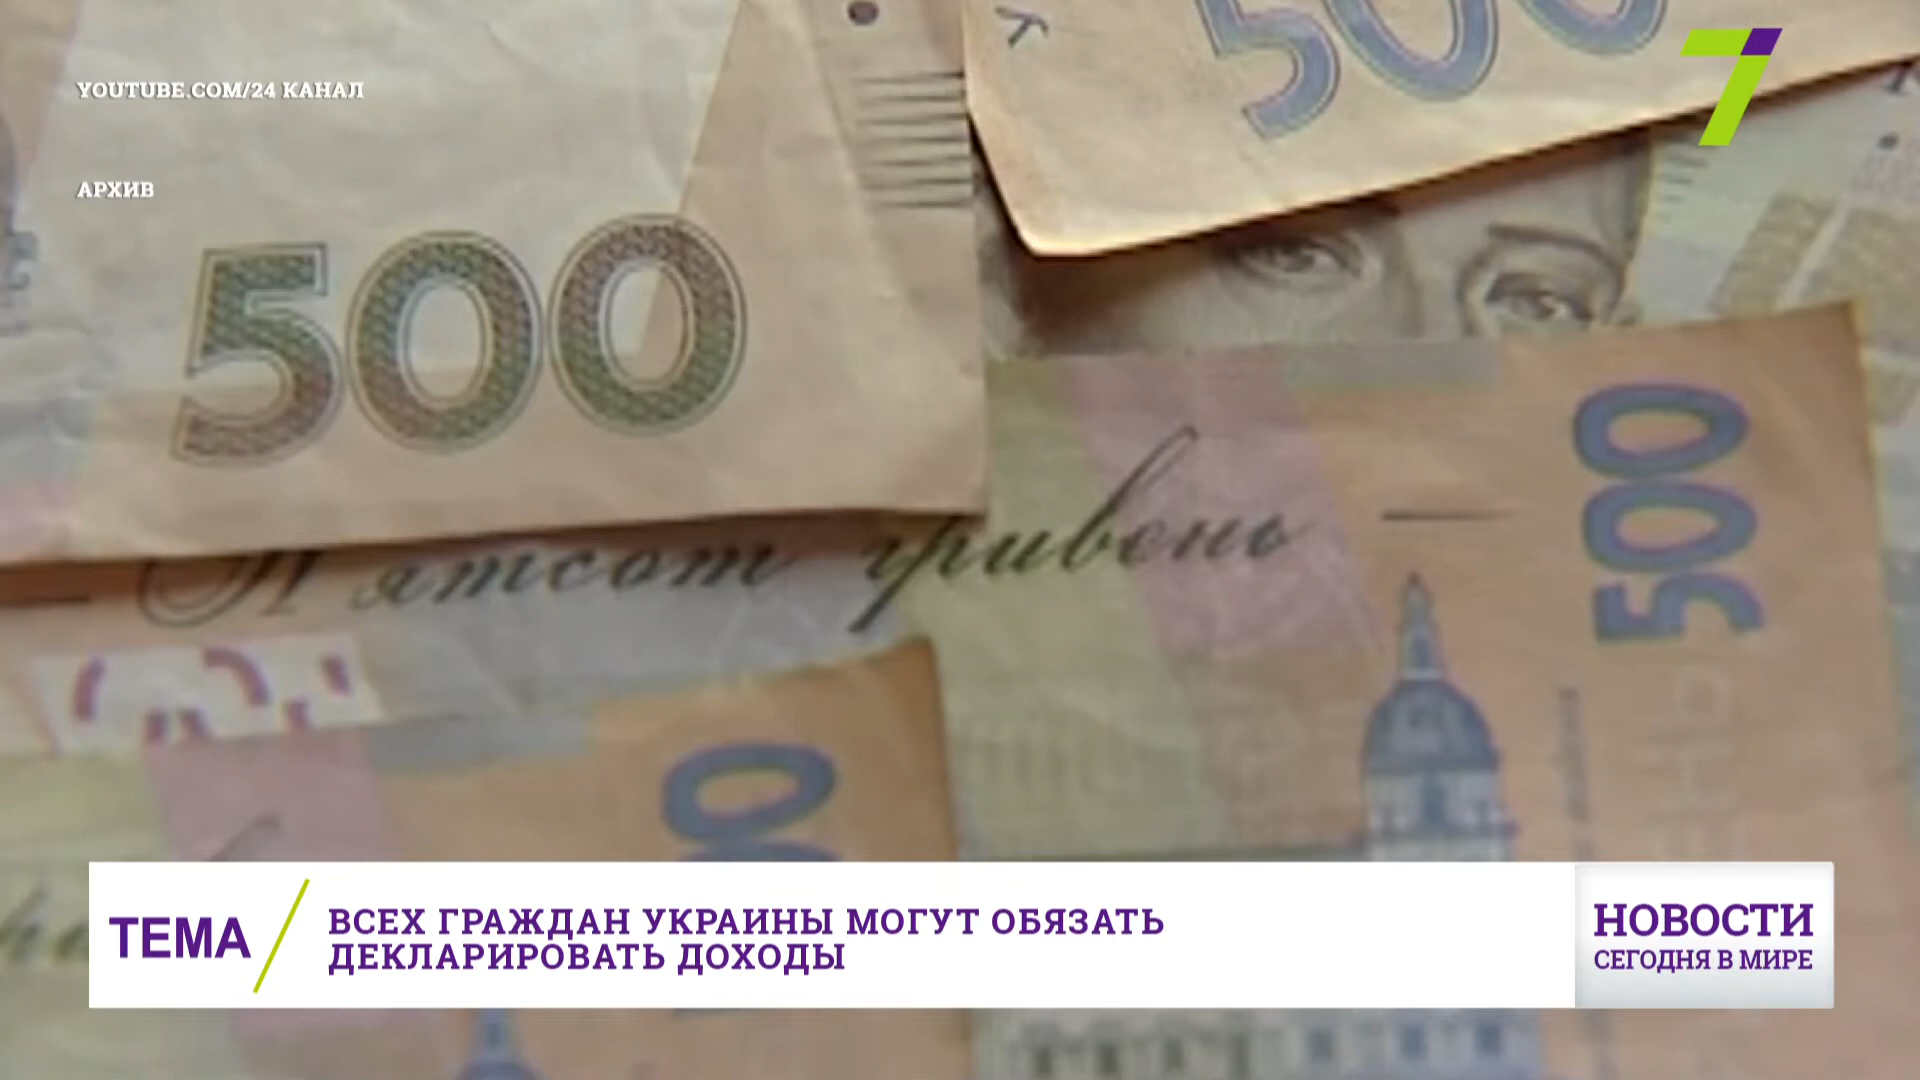 YOUTUBE.COM/24 КАНАЛ
АРХИВ
500
500
7
500
П'ятсот гривень
ТЕМА
ВСЕХ ГРАЖДАН УКРАИНЫ МОГУТ ОБЯЗАТЬ
ДЕКЛАРИРОВАТЬ ДОХОДЫ
НОВОСТИ
СЕГОДНЯ В МИРЕ